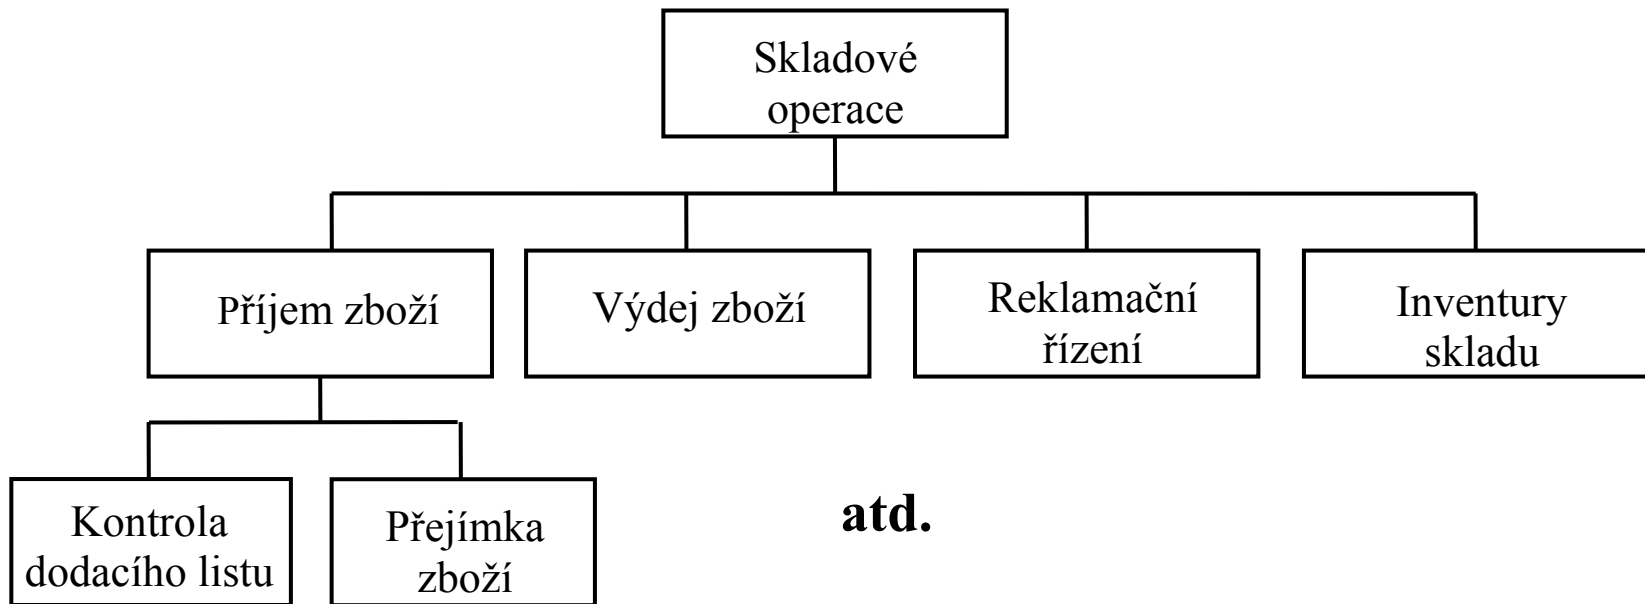 Skladové
operace
Příjem zboží
Výdej zboží
Reklamační
řízení
Inventury
skladu
Kontrola
dodacího listu
Přejímka
zboží
atd.